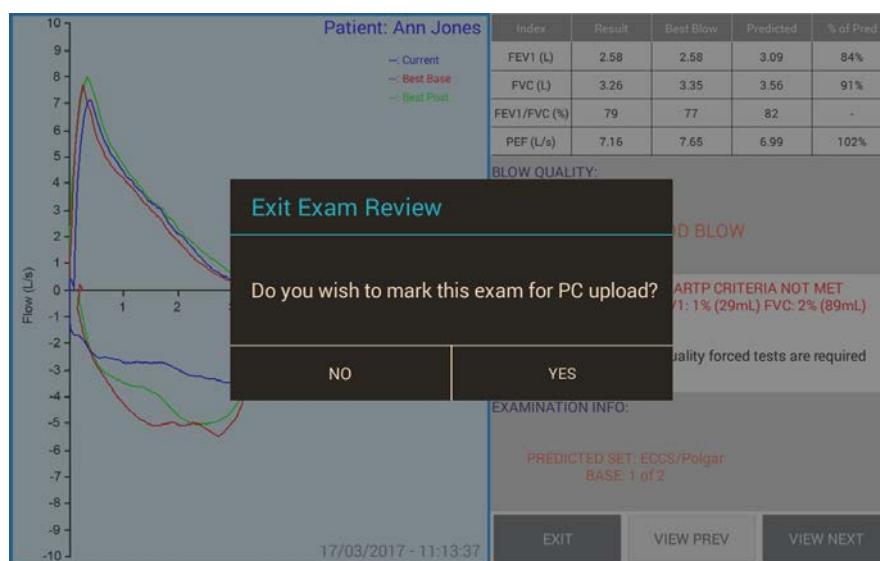 Patient: Ann Jones
Current
Best Base
Best Post
10
9
8
7
6
5
4
3
2
1
0
-1
-2
-3
-4
-5
-6
-7
-8
-9
-10
1
2
Flow (L/s)
17/03/2017 - 11:13:37
Index Result Best Blow Predicted % of Pred
FEV1 (L) 2.58 2.58 3.09 84%
FVC (L) 3.26 3.35 3.56 91%
FEV1/FVC (%) 79 77 82 -
PEF (L/s) 7.16 7.65 6.99 102%
BLOW QUALITY:
BLOW
CRITERIA NOT MET
1% (29mL) FVC: 2% (89mL)
forced tests are required
Exit Exam Review
Do you wish to mark this exam for PC upload?
NO YES
EXAMINATION INFO:
PREDICTED SET: ECCS/Polgar
BASE: 1 of 2
EXIT VIEW PREV VIEW NEXT